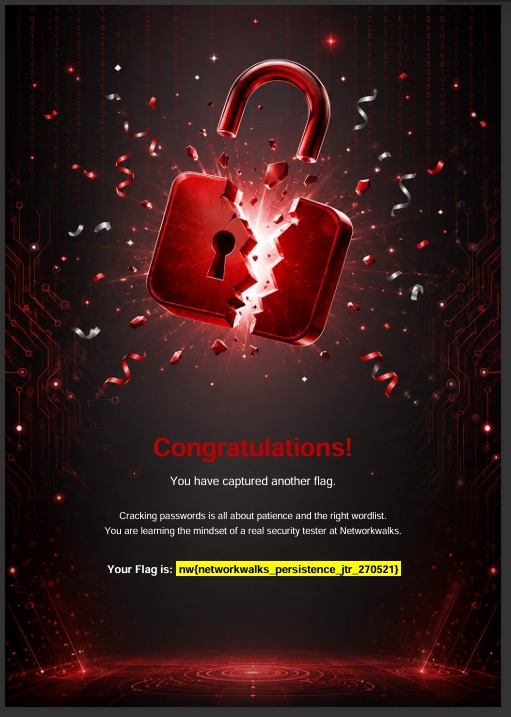 Congratulations!
You have captured another flag.
Cracking passwords is all about patience and the right wordlist.
You are learning the mindset of a real security tester at Networkwalks.
Your Flag is: nw{networkwalks_persistence_jtr_270521}